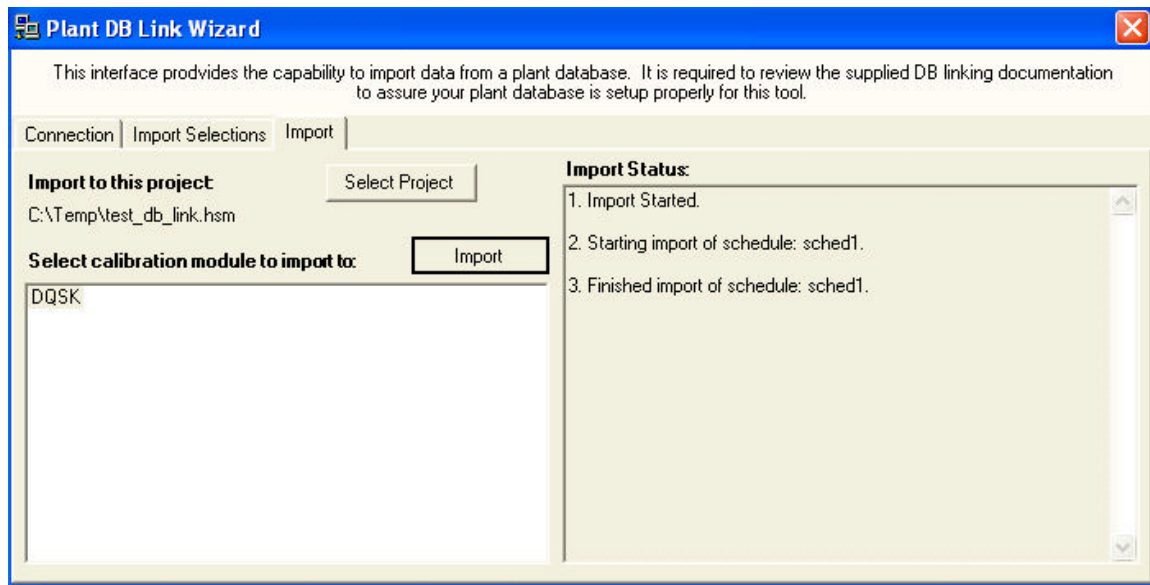 Plant DB Link Wizard
This interface prodvides the capability to import data from a plant database. It is required to review the supplied DB linking documentation
to assure your plant database is setup properly for this tool.
Connection Import Selections Import
Import to this project:
Select Project
C:\Temp\test_db_link.hsm
Select calibration module to import to:
Import
DQSK
Import Status:
1. Import Started.
2. Starting import of schedule: sched1.
3. Finished import of schedule: sched1.